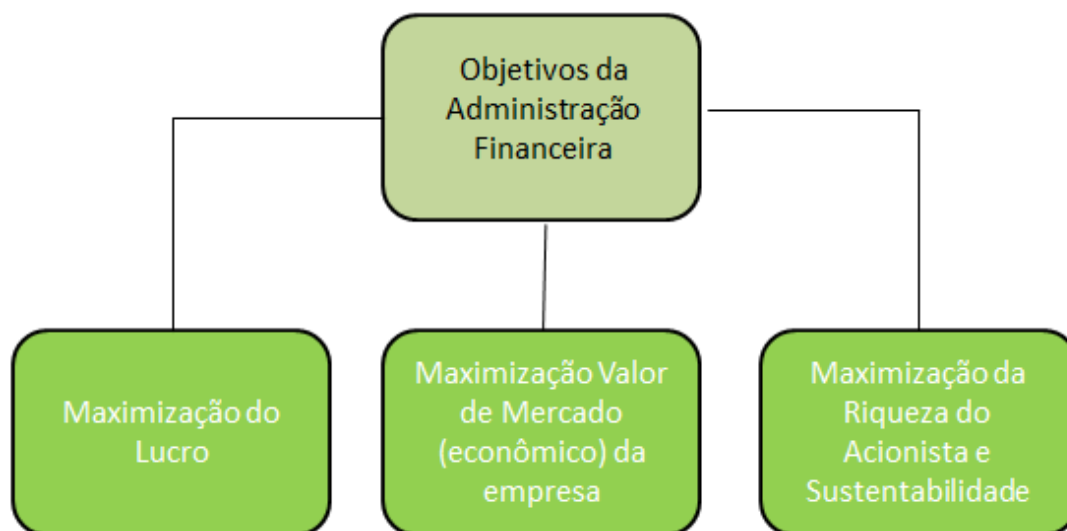 Objetivos da
Administração
Financeira
Maximização do
Lucro
Maximização Valor
de Mercado
(econômico) da
empresa
Maximização da
Riqueza do
Acionista e
Sustentabilidade